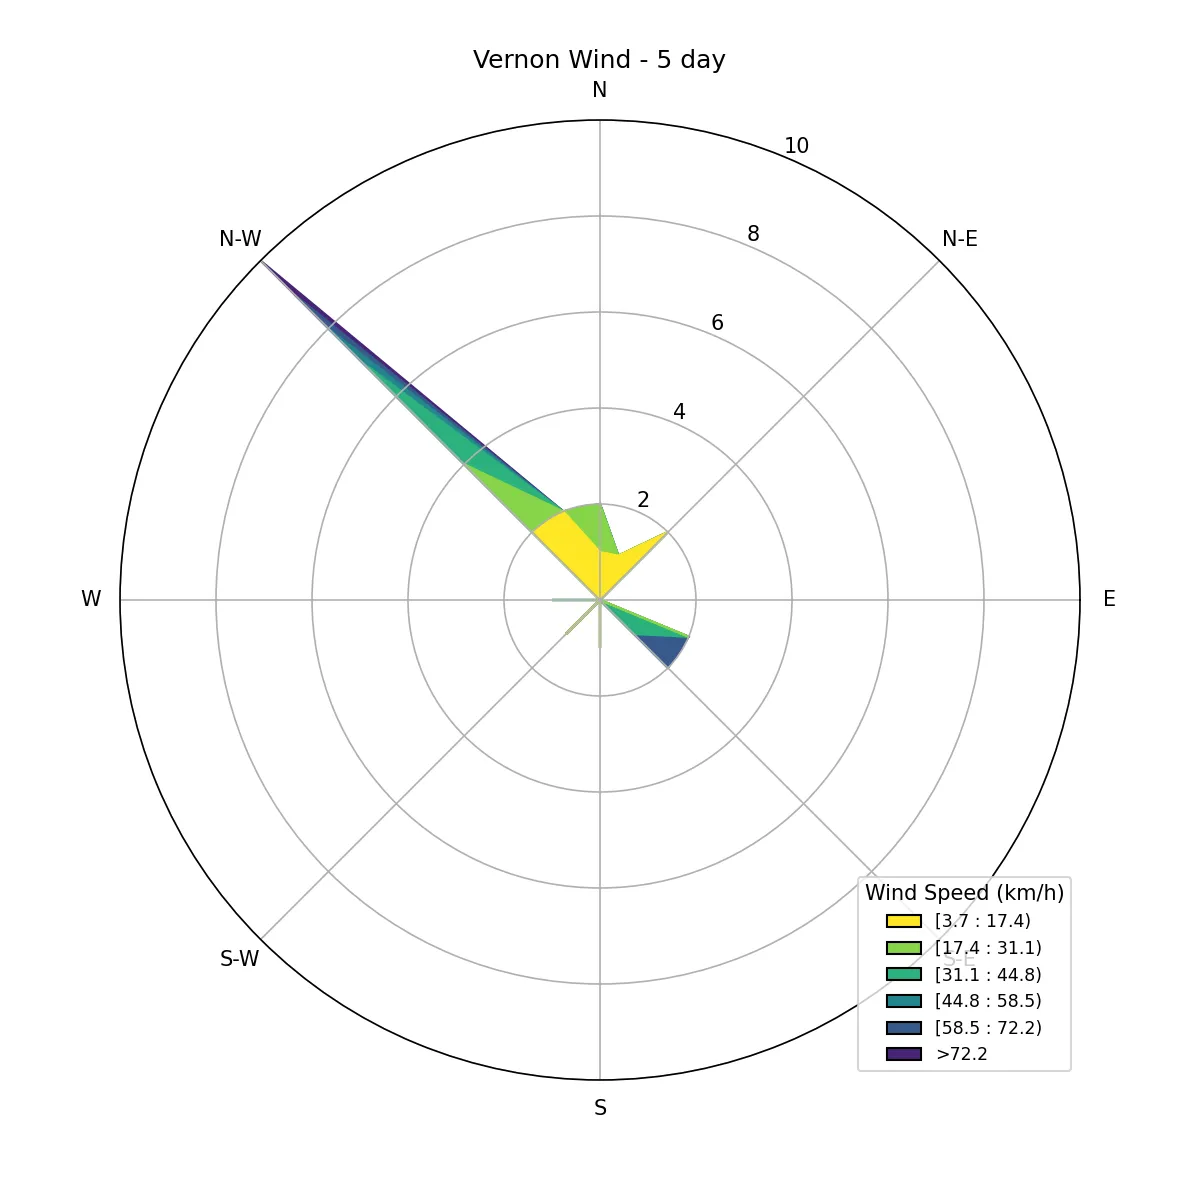 Vernon Wind - 5 day
N
10
N-W
N-E
8
6
4
2
W
E
Wind Speed (km/h)
[3.7 : 17.4)
[17.4 : 31.1)
S-W
S-E
[31.1 : 44.8)
[44.8 : 58.5)
[58.5 : 72.2)
>72.2
S